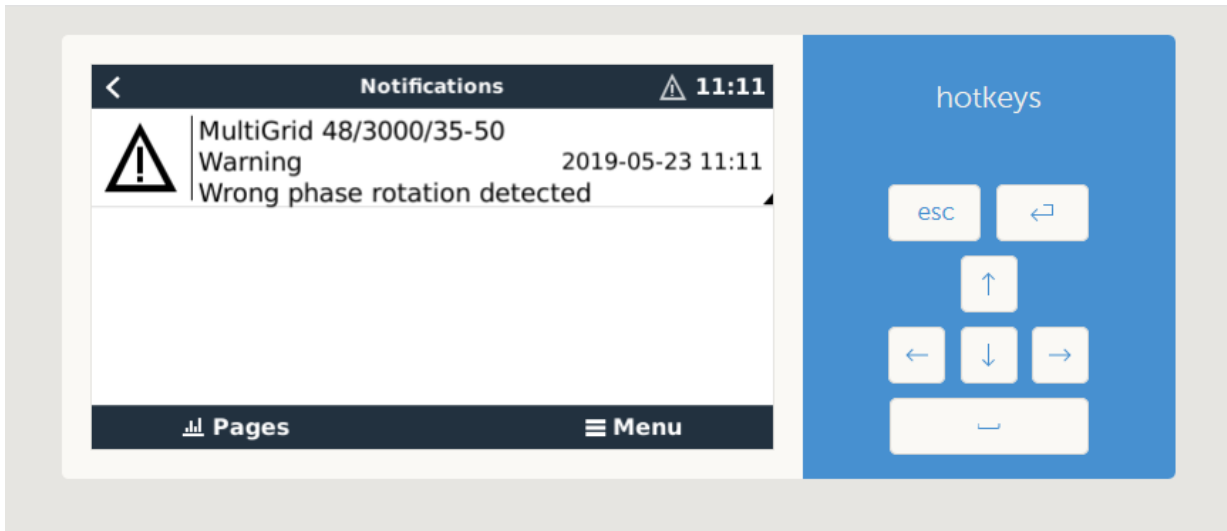 Notifications 11:11
MultiGrid 48/3000/35-50
Warning 2019-05-23 11:11
Wrong phase rotation detected
Pages Menu
hotkeys
esc